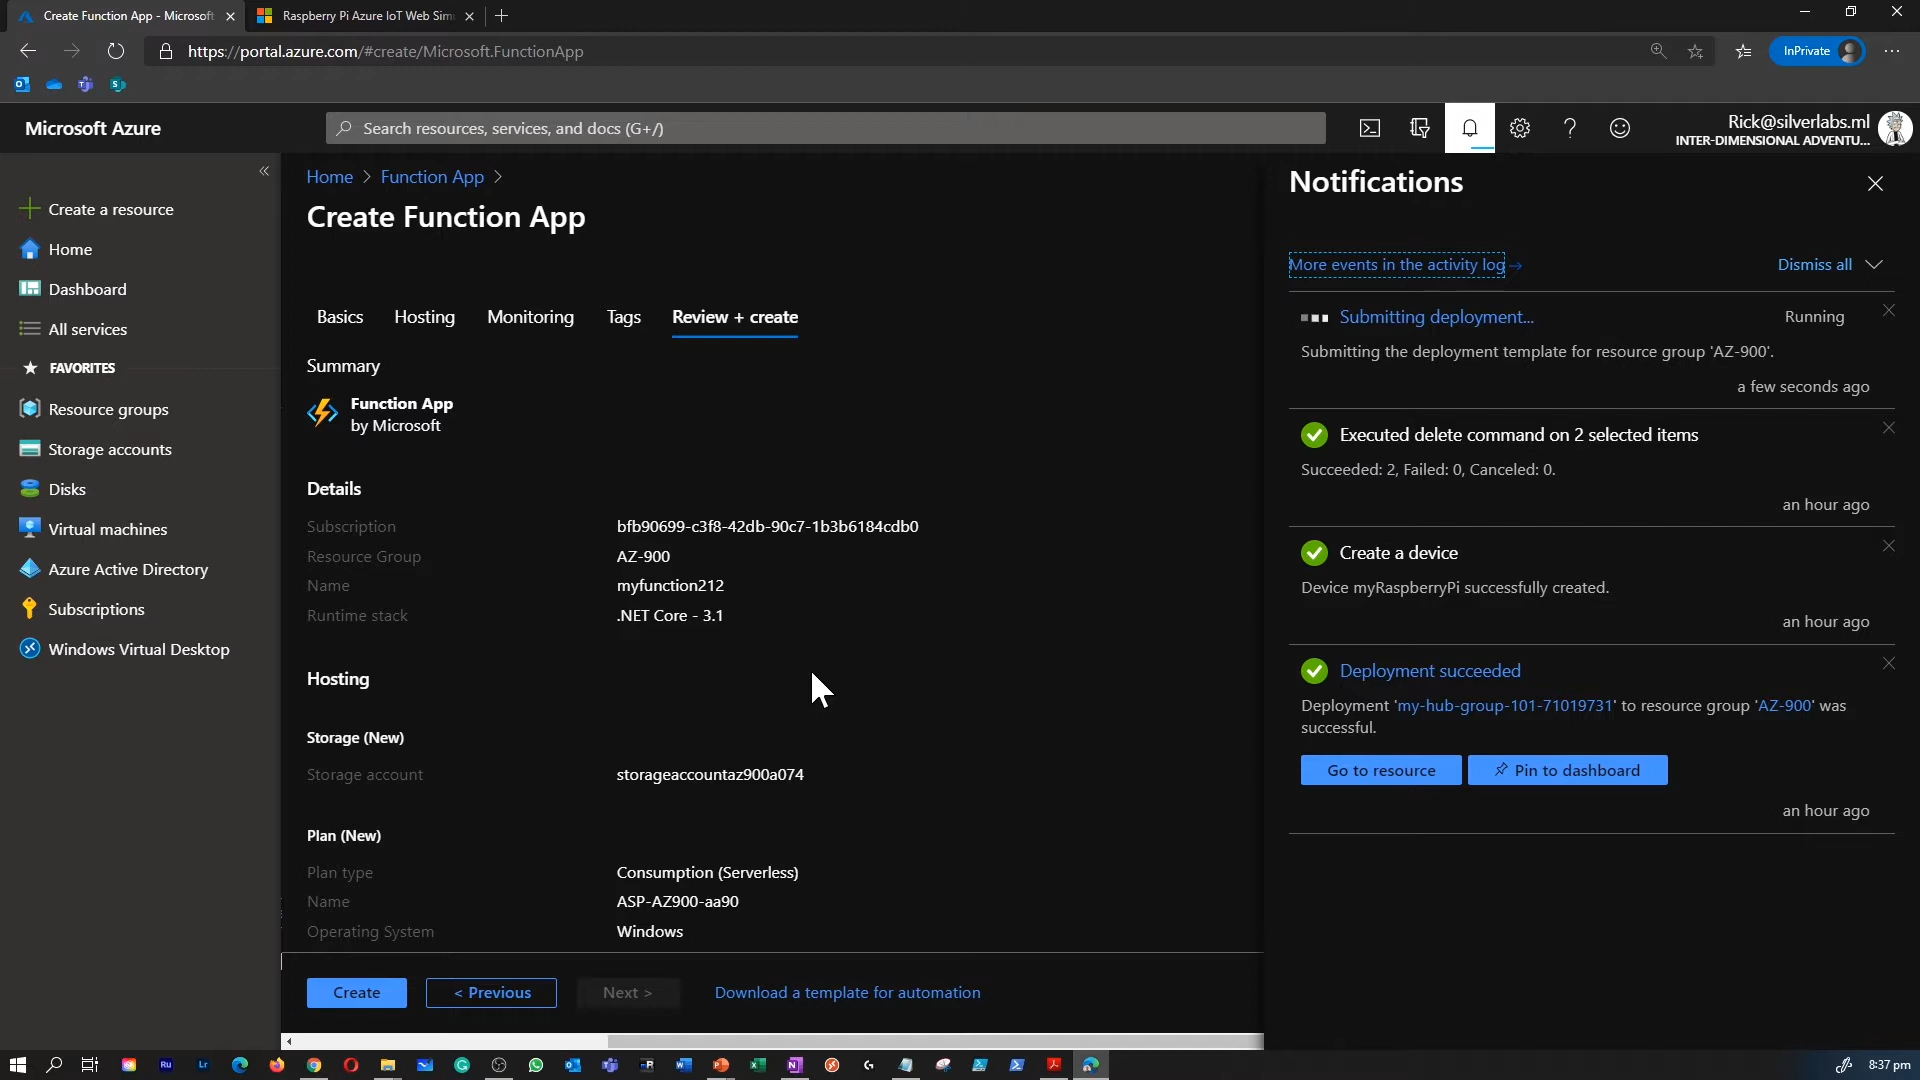 Create Function App - Microsoft
Raspberry Pi Azure IoT Web Sim
https://portal.azure.com/#create/Microsoft.FunctionApp
InPrivate
Microsoft Azure
Search resources, services, and docs (G+/)
Rick@silverlabs.ml
INTER-DIMENSIONAL ADVENTU...
Create a resource
Home
Dashboard
All services
FAVORITES
Resource groups
Storage accounts
Disks
Virtual machines
Azure Active Directory
Subscriptions
Windows Virtual Desktop
Home > Function App >
Create Function App
Basics Hosting Monitoring Tags Review + create
Summary
Function App
by Microsoft
Details
Subscription bfb90699-c3f8-42db-90c7-1b3b6184cdb0
Resource Group AZ-900
Name myfunction212
Runtime stack .NET Core - 3.1
Hosting
Storage (New)
Storage account storageaccountaz900a074
Plan (New)
Plan type Consumption (Serverless)
Name ASP-AZ900-aa90
Operating System Windows
Create < Previous Next > Download a template for automation
Notifications
More events in the activity log → Dismiss all
Submitting deployment... Running
Submitting the deployment template for resource group 'AZ-900'.
a few seconds ago
Executed delete command on 2 selected items
Succeeded: 2, Failed: 0, Canceled: 0.
an hour ago
Create a device
Device myRaspberryPi successfully created.
an hour ago
Deployment succeeded
Deployment 'my-hub-group-101-71019731' to resource group 'AZ-900' was
successful.
Go to resource Pin to dashboard
an hour ago
Ru Lr
8:37 pm